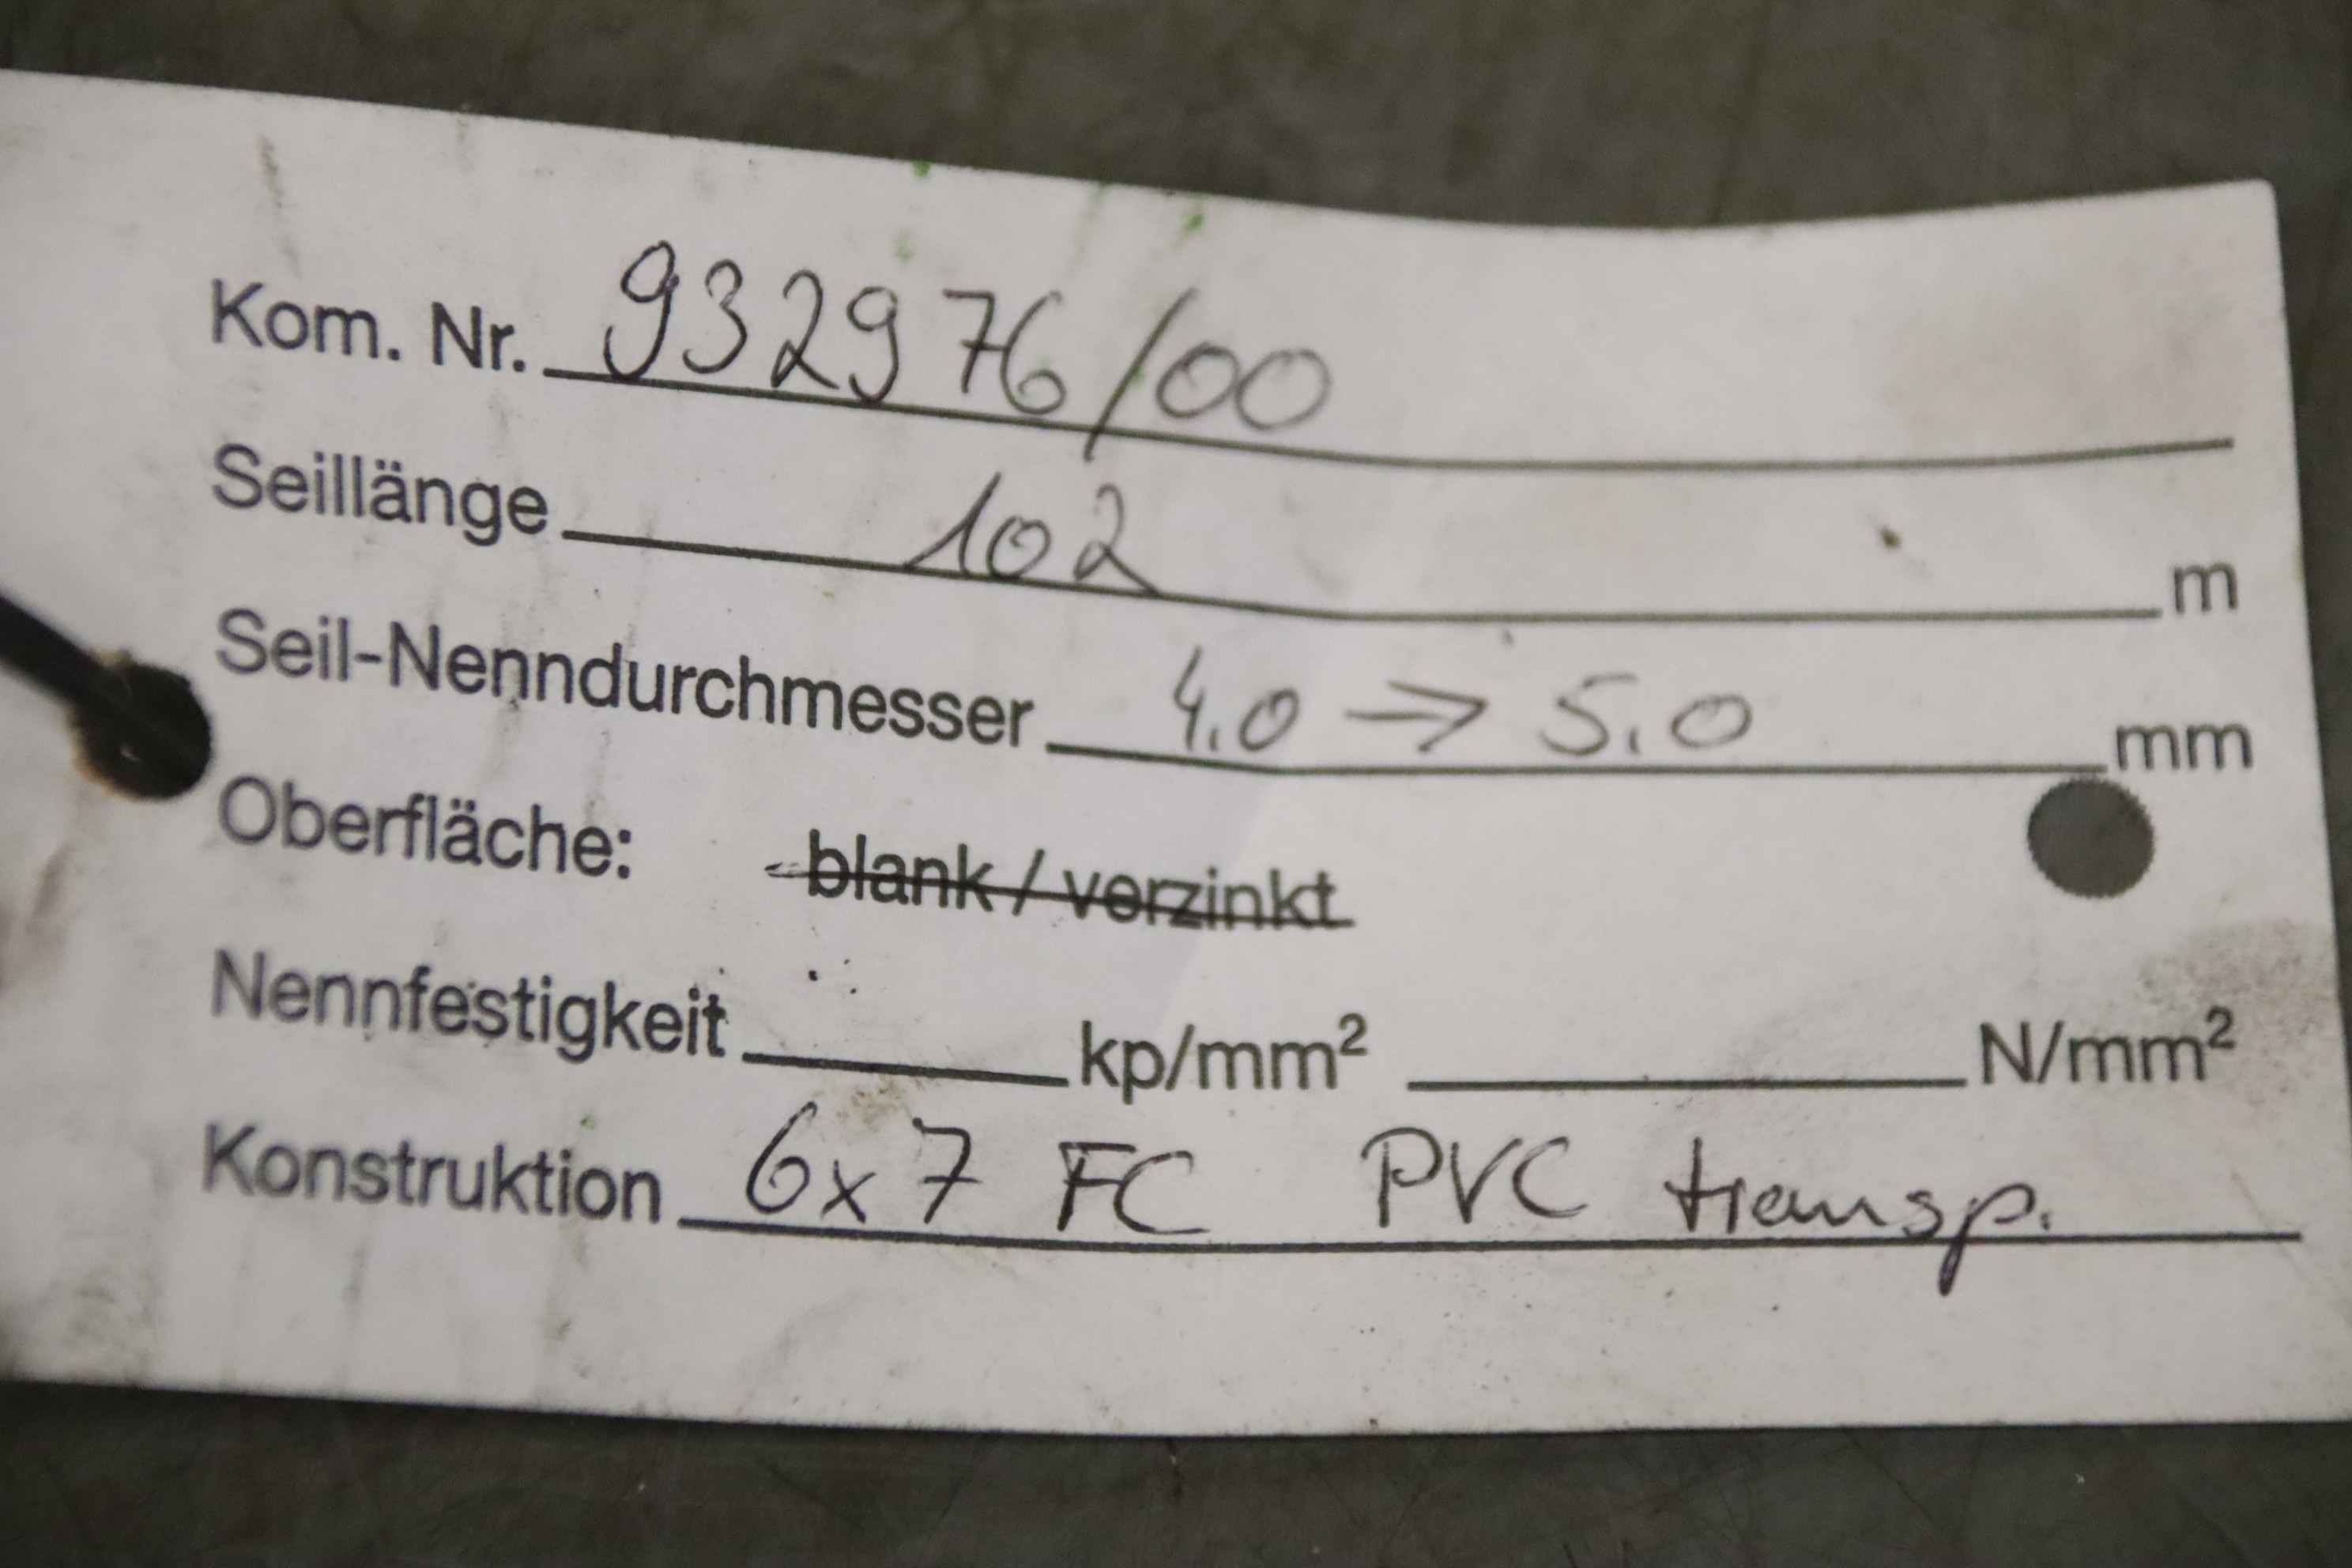 Kom. Nr. 932976/00
Seillänge 102 m
Seil-Nenndurchmesser 4.0 → 5.0 mm
Oberfläche: blank / verzinkt
Nennfestigkeit kp/mm² N/mm²
Konstruktion 6x7 FC PVC transp.